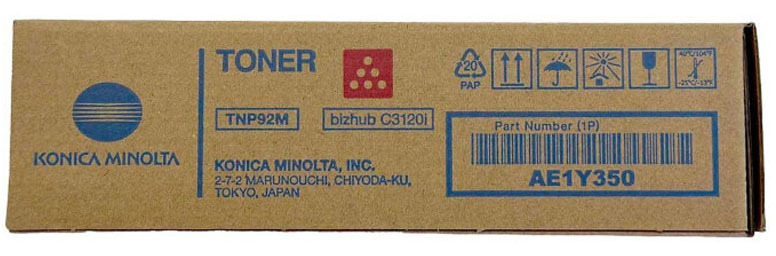 KONICA MINOLTA
TONER
TNP92M
bizhub C3120i
KONICA MINOLTA, INC.
2-7-2 MARUNOUCHI, CHIYODA-KU,
TOKYO, JAPAN
20
PAP
40°C/104°F
-25°C/-13°F
Part Number (1P)
AE1Y350